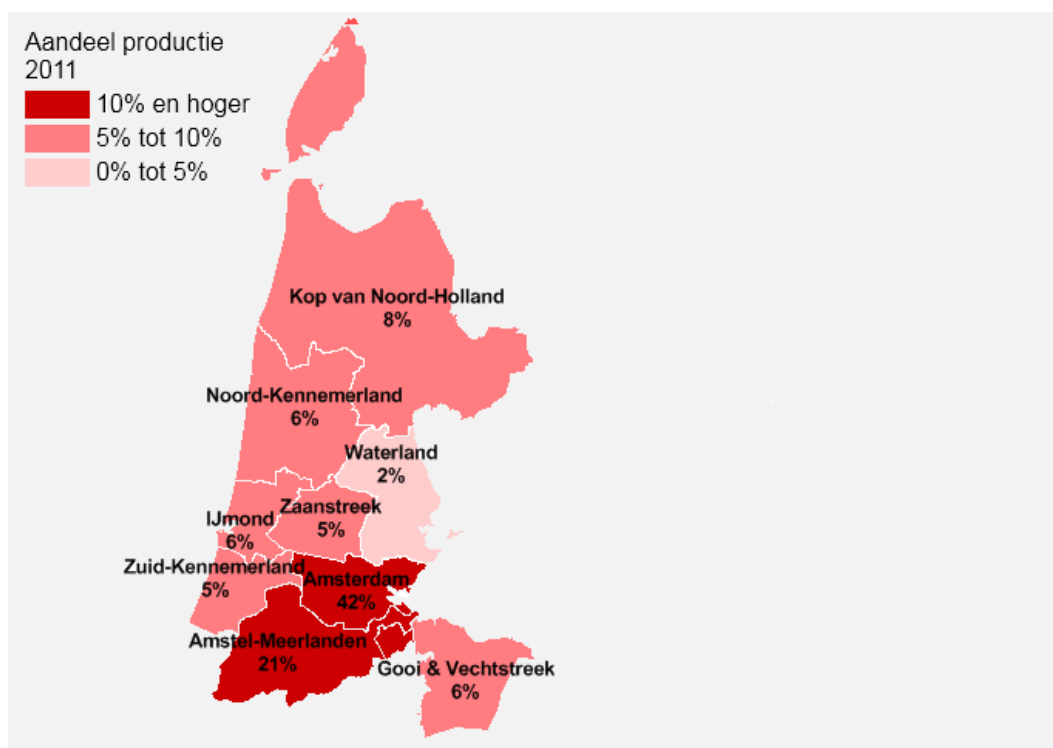 Aandeel productie
2011
10% en hoger
5% tot 10%
0% tot 5%
Kop van Noord-Holland
8%
Noord-Kennemerland
6%
Waterland
2%
Zaanstreek
5%
IJmond
6%
Zuid-Kennemerland
5%
Amsterdam
42%
Amstel-Meerlanden
21%
Gooi & Vechtstreek
6%